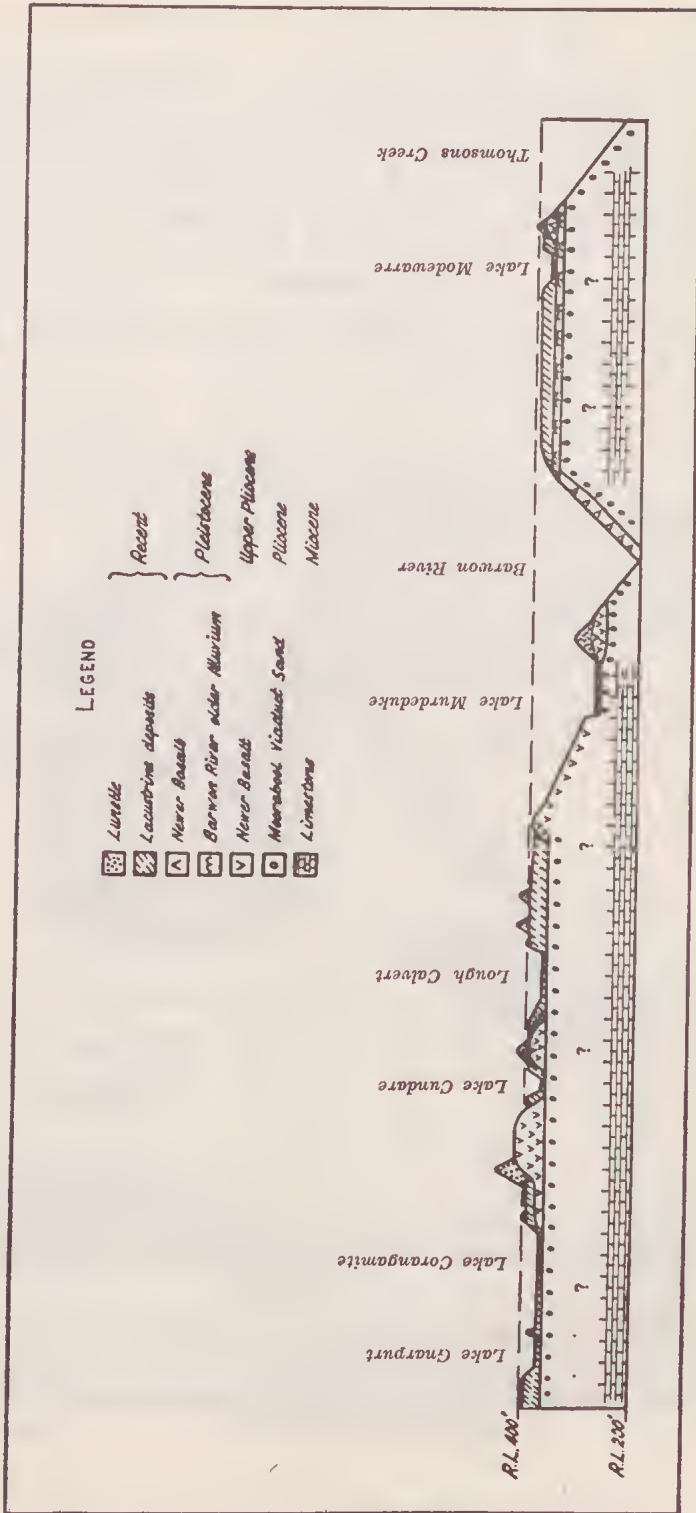 LEGEND
Lunette
Lacustrine deposits
Newer Basalt
Barwon River older Alluvium
Newer Basalt
Moorabool Viaduct Sand
Limestone
Recent
Pleistocene
Upper Pliocene
Pliocene
Miocene
Lake Gnarpurt
Lake Corangamite
Lake Cundare
Lough Calvert
Lake Murdeduke
Barwon River
Lake Modewarre
Thomsons Creek
R.L. 400'
R.L. 200'
?
?
?
?
?